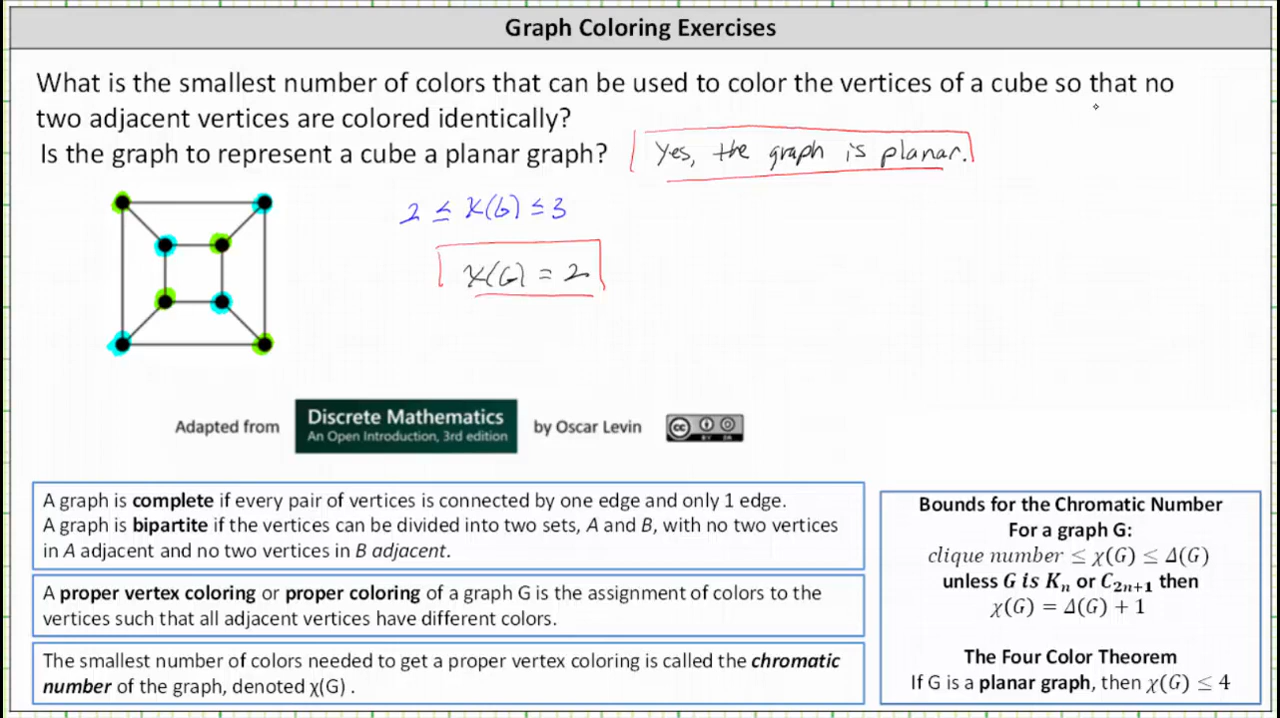 Graph Coloring Exercises
What is the smallest number of colors that can be used to color the vertices of a cube so that no
two adjacent vertices are colored identically?
Is the graph to represent a cube a planar graph? Yes, the graph is planar.
2 ≤ χ(G) ≤ 3
χ(G) = 2
Adapted from
Discrete Mathematics
An Open Introduction, 3rd edition
by Oscar Levin
cc
BY SA
A graph is complete if every pair of vertices is connected by one edge and only 1 edge.
A graph is bipartite if the vertices can be divided into two sets, A and B, with no two vertices
in A adjacent and no two vertices in B adjacent.
A proper vertex coloring or proper coloring of a graph G is the assignment of colors to the
vertices such that all adjacent vertices have different colors.
The smallest number of colors needed to get a proper vertex coloring is called the chromatic
number of the graph, denoted χ(G) .
Bounds for the Chromatic Number
For a graph G:
clique number ≤ χ(G) ≤ Δ(G)
unless G is Kₙ or C₂ₙ₊₁ then
χ(G) = Δ(G) + 1
The Four Color Theorem
If G is a planar graph, then χ(G) ≤ 4